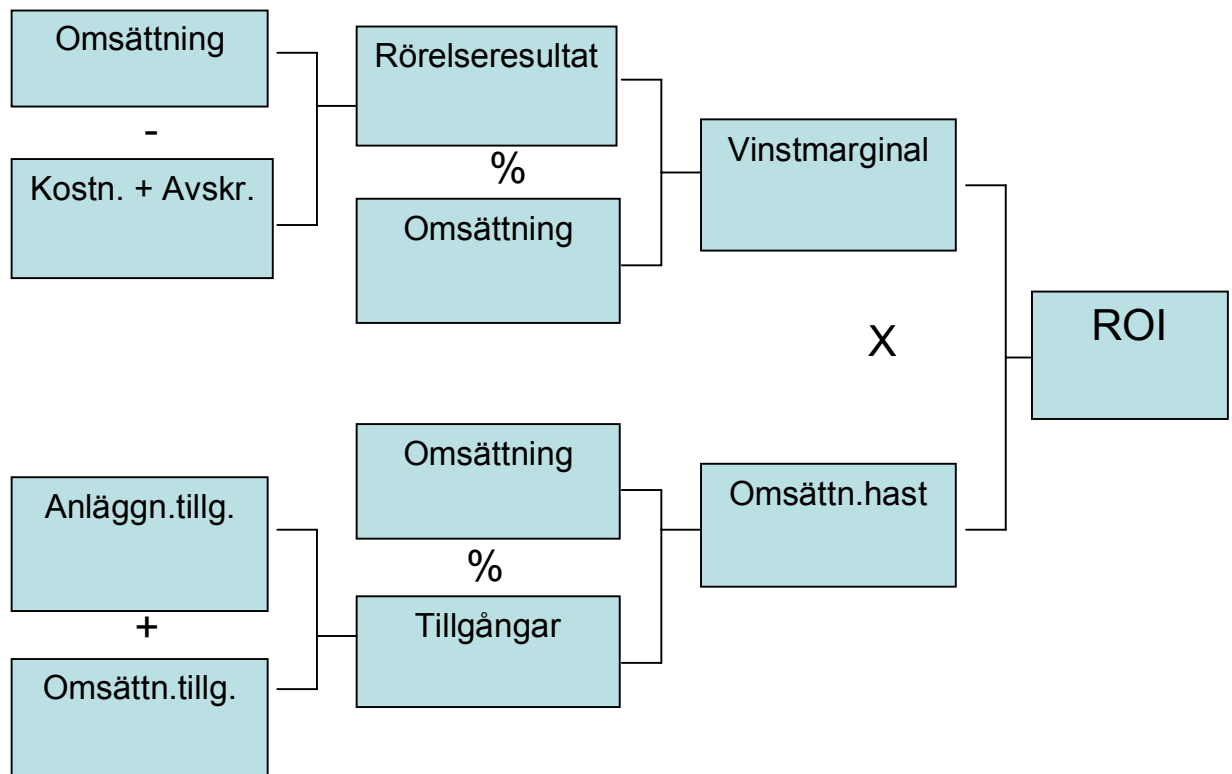 Omsättning
-
Kostn. + Avskr.
Rörelseresultat
%
Omsättning
Vinstmarginal
X
ROI
Omsättning
%
Tillgångar
Omsättn.hast
Anläggn.tillg.
+
Omsättn.tillg.